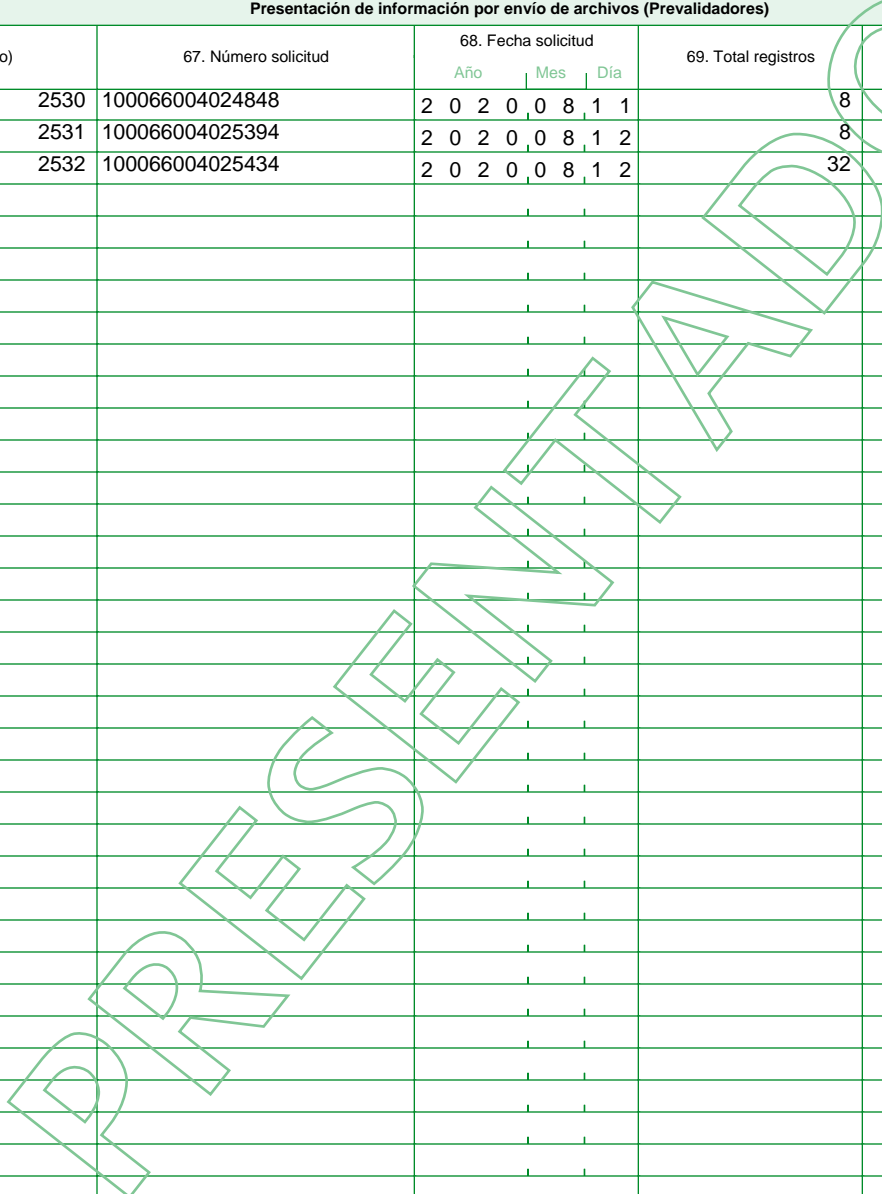 Presentación de información por envío de archivos (Prevalidadores)
o) 67. Número solicitud 68. Fecha solicitud 69. Total registros
Año Mes Día
2530 100066004024848 2 0 2 0 0 8 1 1 8
2531 100066004025394 2 0 2 0 0 8 1 2 8
2532 100066004025434 2 0 2 0 0 8 1 2 32
PRESENTADO